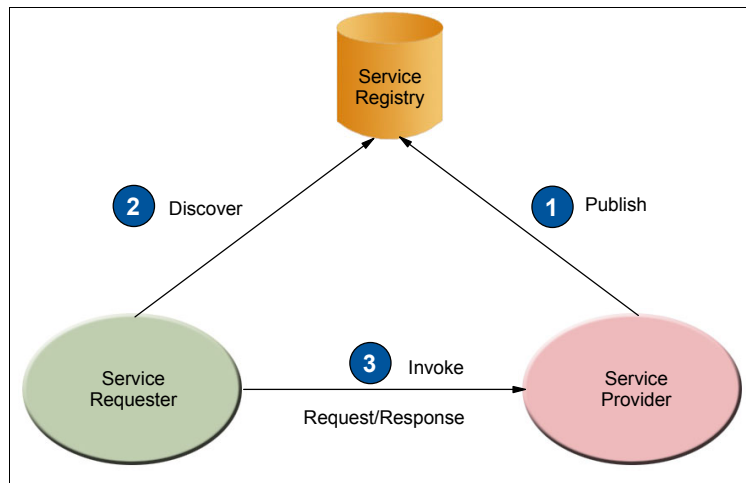 Service
Registry
2 Discover
1 Publish
3 Invoke
Service
Requester
Request/Response
Service
Provider